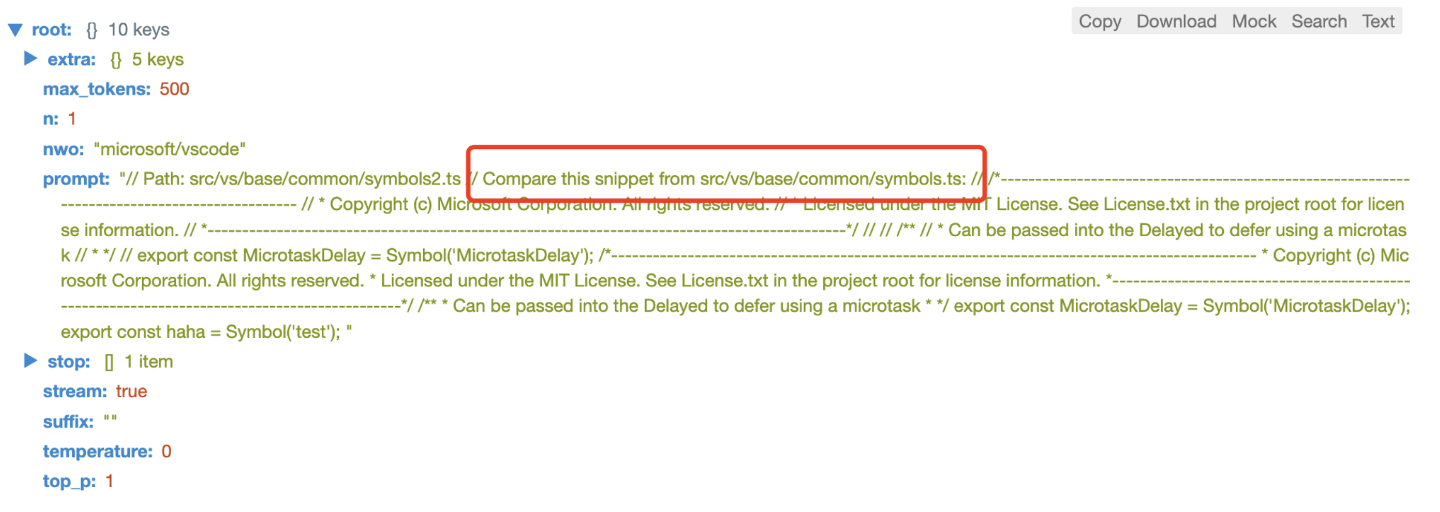 root: {} 10 keys
Copy Download Mock Search Text
extra: {} 5 keys
max_tokens: 500
n: 1
nwo: "microsoft/vscode"
prompt: "// Path: src/vs/base/common/symbols2.ts // Compare this snippet from src/vs/base/common/symbols.ts: // /*-----------------------------------------------------------
---------------------------------- // * Copyright (c) Microsoft Corporation. All rights reserved. // * Licensed under the MIT License. See License.txt in the project root for licen
se information. // *--------------------------------------------------------------------------------------------*/ // // /** // * Can be passed into the Delayed to defer using a microtas
k // * */ // export const MicrotaskDelay = Symbol('MicrotaskDelay'); /*--------------------------------------------------------------------------------------------- * Copyright (c) Mic
rosoft Corporation. All rights reserved. * Licensed under the MIT License. See License.txt in the project root for license information. *-------------------------------------------
-------------------------------------------------*/ /** * Can be passed into the Delayed to defer using a microtask * */ export const MicrotaskDelay = Symbol('MicrotaskDelay');
export const haha = Symbol('test'); "
stop: [] 1 item
stream: true
suffix: ""
temperature: 0
top_p: 1